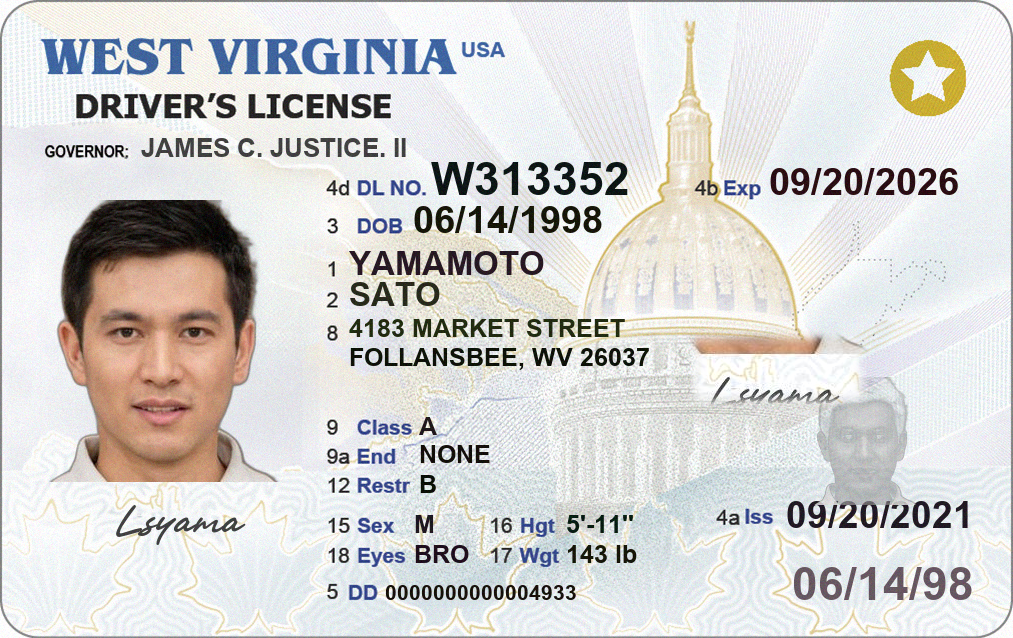 WEST VIRGINIA USA
DRIVER'S LICENSE
GOVERNOR: JAMES C. JUSTICE. II
4d DL NO. W313352
4b Exp 09/20/2026
3 DOB 06/14/1998
1 YAMAMOTO
2 SATO
8 4183 MARKET STREET
FOLLANSBEE, WV 26037
Lsyama
9 Class A
9a End NONE
12 Restr B
15 Sex M 16 Hgt 5'-11"
4a Iss 09/20/2021
Lsyama
18 Eyes BRO 17 Wgt 143 lb
5 DD 0000000000004933
06/14/98